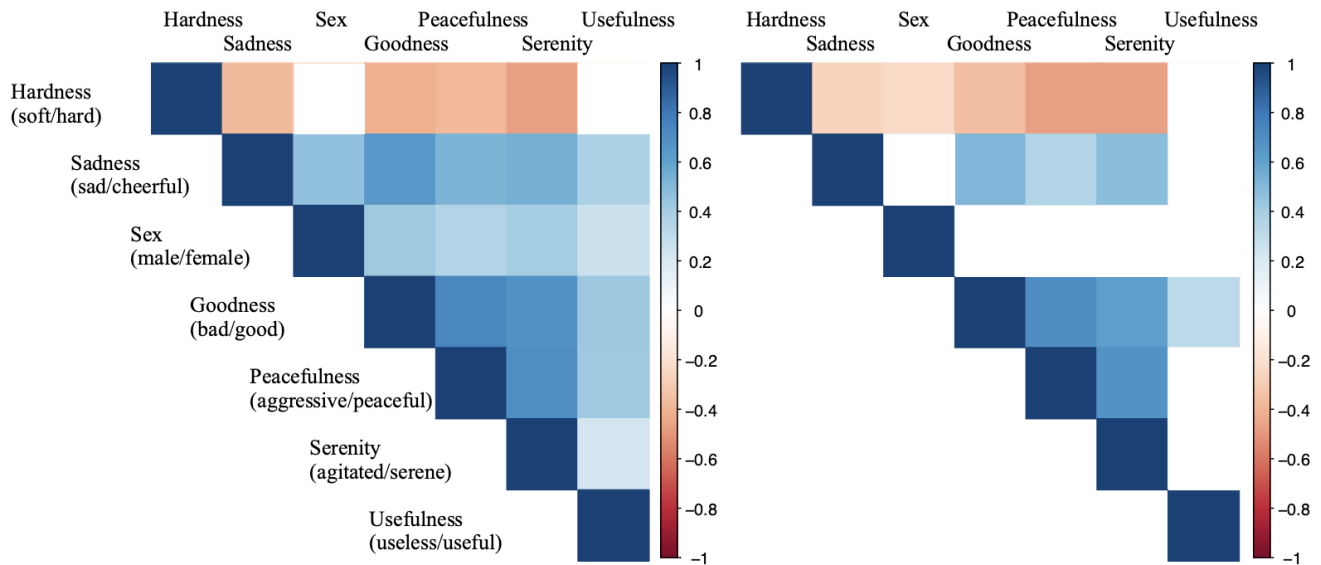 Hardness Sex Peacefulness Usefulness
Sadness Goodness Serenity
Hardness Sex Peacefulness Usefulness
Sadness Goodness Serenity
Hardness
(soft/hard)
Sadness
(sad/cheerful)
Sex
(male/female)
Goodness
(bad/good)
Peacefulness
(aggressive/peaceful)
Serenity
(agitated/serene)
Usefulness
(useless/useful)
1
0.8
0.6
0.4
0.2
0
−0.2
−0.4
−0.6
−0.8
−1
1
0.8
0.6
0.4
0.2
0
−0.2
−0.4
−0.6
−0.8
−1